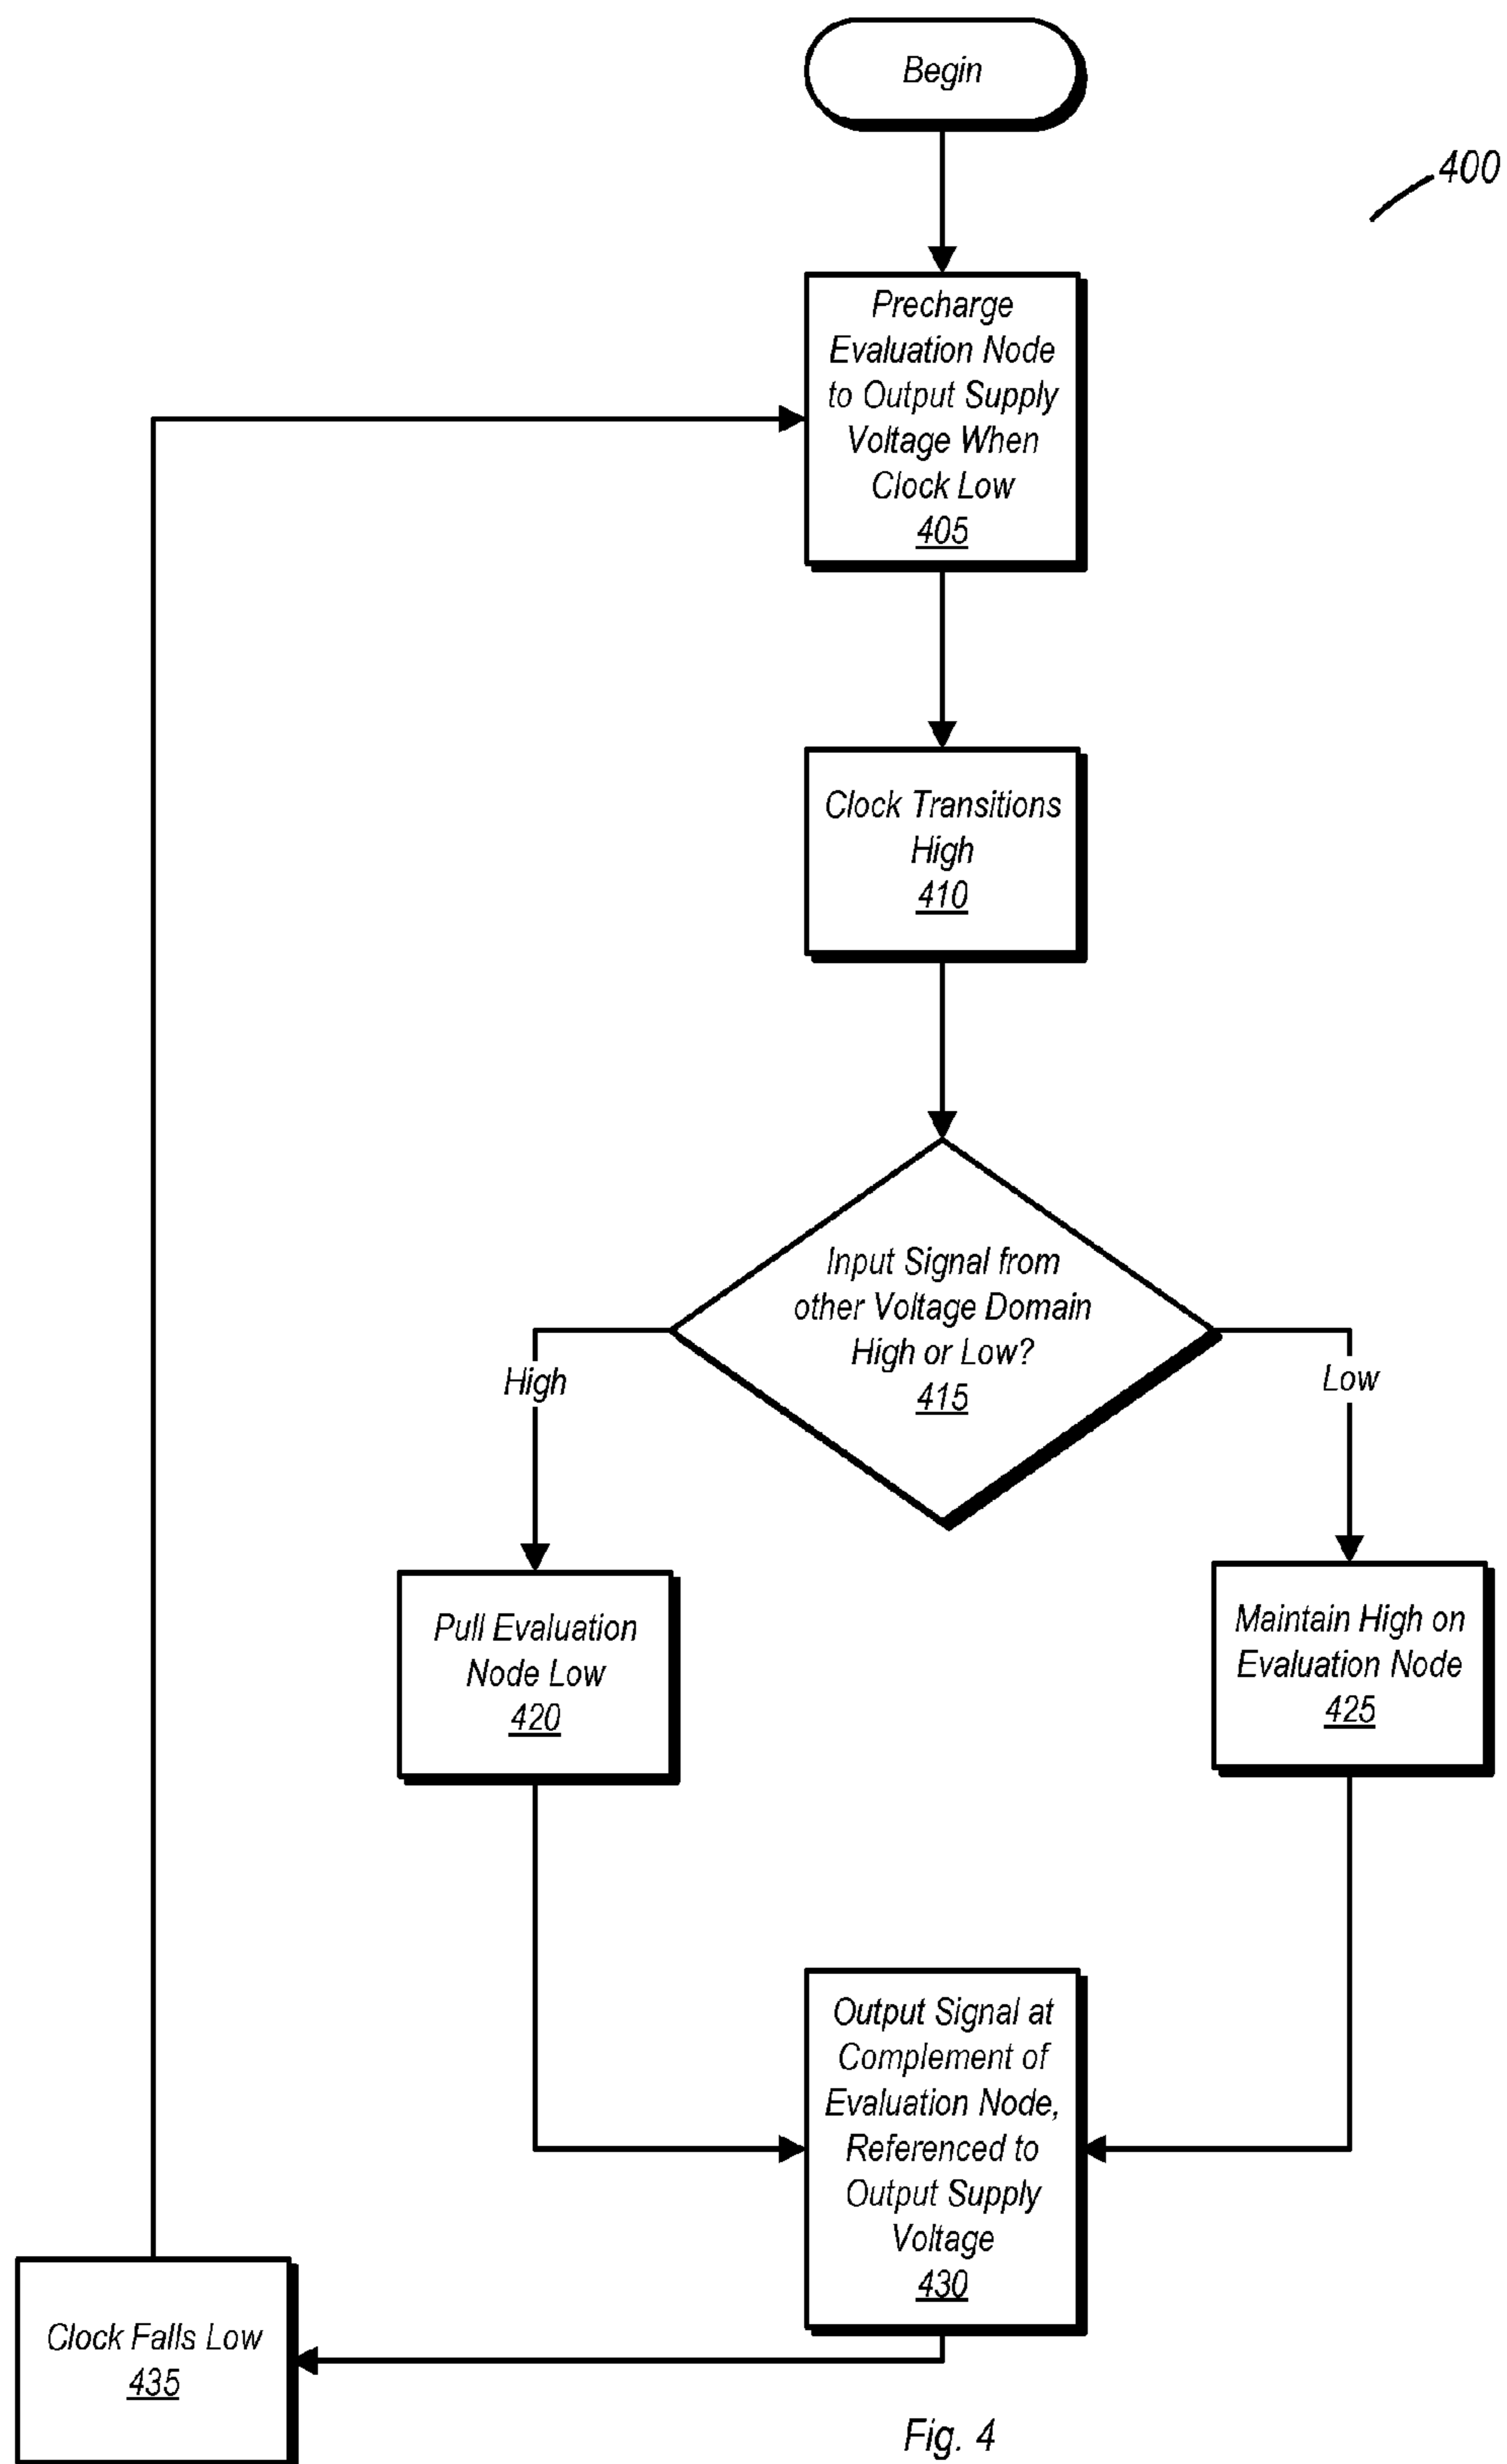 Begin
400
Precharge
Evaluation Node
to Output Supply
Voltage When
Clock Low
405
Clock Transitions
High
410
Input Signal from
other Voltage Domain
High or Low?
415
High
Low
Pull Evaluation
Node Low
420
Maintain High on
Evaluation Node
425
Output Signal at
Complement of
Evaluation Node,
Referenced to
Output Supply
Voltage
430
Clock Falls Low
435
Fig. 4